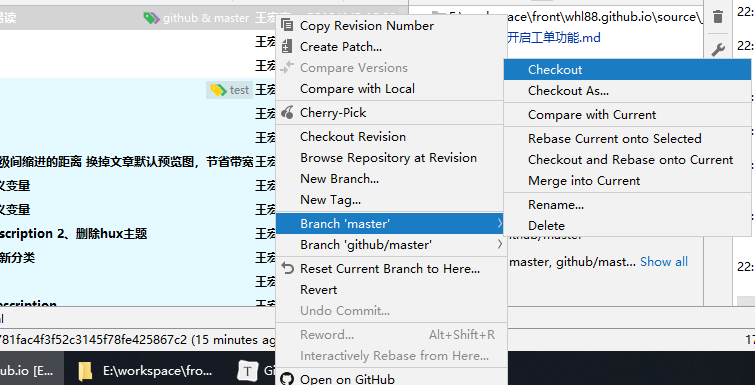 github & master
王宏
test
王宏
王宏
王宏
级间缩进的距离 换掉文章默认预览图，节省带宽 王宏
义变量
王宏
义变量
王宏
scription 2、删除hux主题
王宏
新分类
王宏
王宏
scription
王宏
781fac4f3f52c3145f78fe425867c2 (15 minutes ago
ub.io [E...
E:\workspace\fro...
T
Gi
Copy Revision Number
Create Patch...
Compare Versions
Compare with Local
Cherry-Pick
Checkout Revision
Browse Repository at Revision
New Branch...
New Tag...
Branch 'master'
Branch 'github/master'
Reset Current Branch to Here...
Revert
Undo Commit...
Reword... Alt+Shift+R
Interactively Rebase from Here...
Open on GitHub
E:\workspace\front\whl88.github.io\source\_
开启工单功能.md
Checkout
Checkout As...
Compare with Current
Rebase Current onto Selected
Checkout and Rebase onto Current
Merge into Current
Rename...
Delete
github/master
master, github/mast... Show all
22:
22:
22:
17